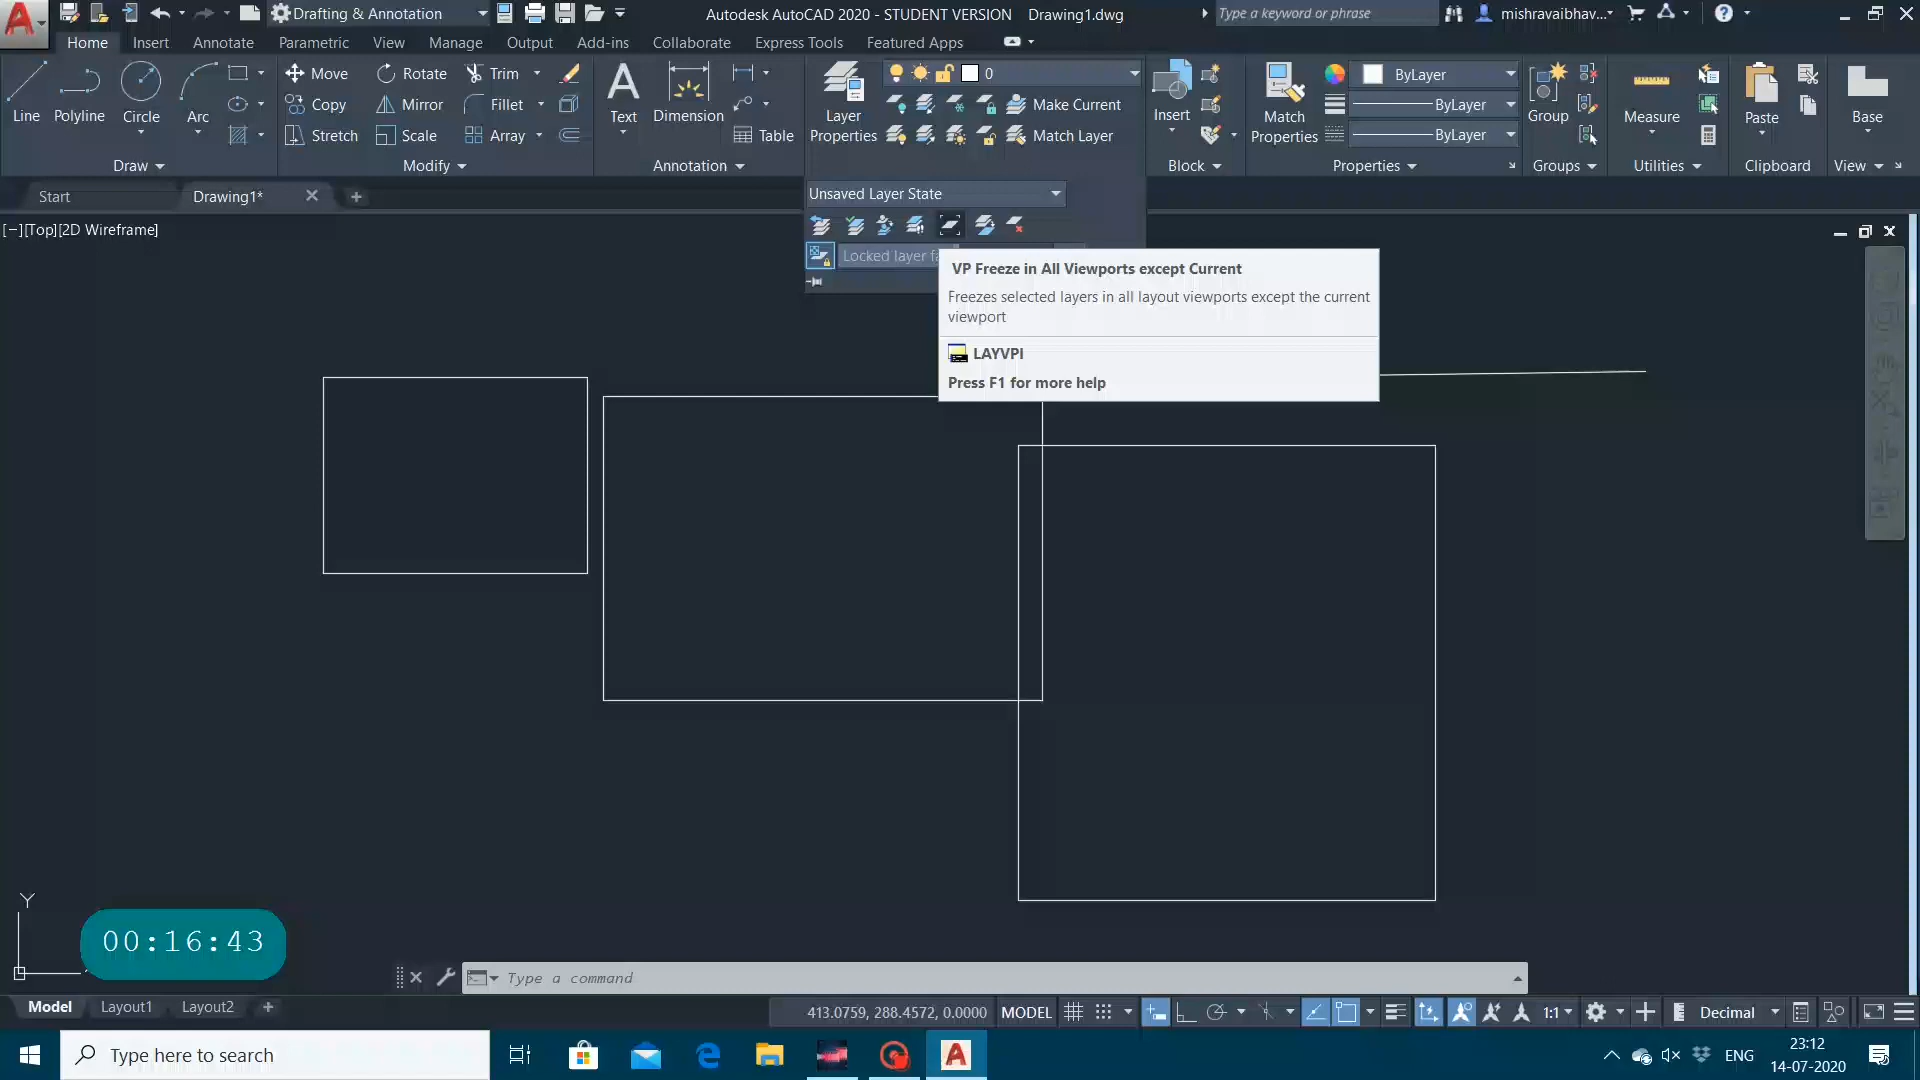 Drafting & Annotation
Autodesk AutoCAD 2020 - STUDENT VERSION Drawing1.dwg
Type a keyword or phrase
mishravaibhav...
Home Insert Annotate Parametric View Manage Output Add-ins Collaborate Express Tools Featured Apps
Line Polyline Circle Arc
Move Rotate Trim
Copy Mirror Fillet
Stretch Scale Array
Text Dimension Table
Layer Properties
0
Make Current
Match Layer
Insert
Match Properties
ByLayer
ByLayer
ByLayer
Group Measure Paste Base
Draw Modify Annotation Block Properties Groups Utilities Clipboard View
Start Drawing1*
Unsaved Layer State
[−][Top][2D Wireframe]
Locked layer f
VP Freeze in All Viewports except Current
Freezes selected layers in all layout viewports except the current
viewport
LAYVPI
Press F1 for more help
Y
00:16:43
Type a command
Model Layout1 Layout2
413.0759, 288.4572, 0.0000 MODEL 1:1 Decimal
Type here to search
ENG
23:12
14-07-2020